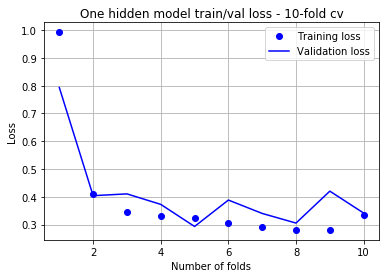 One hidden model train/val loss - 10-fold cv
Training loss
Validation loss
Loss
1.0
0.9
0.8
0.7
0.6
0.5
0.4
0.3
2 4 6 8 10
Number of folds